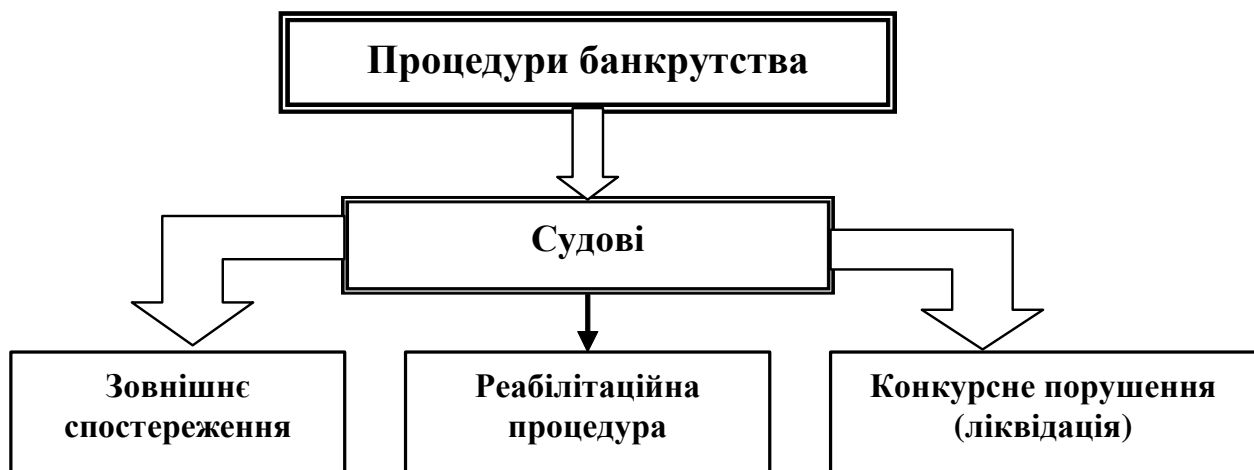 Процедури банкрутства
Судові
Зовнішнє
спостереження
Реабілітаційна
процедура
Конкурсне порушення
(ліквідація)